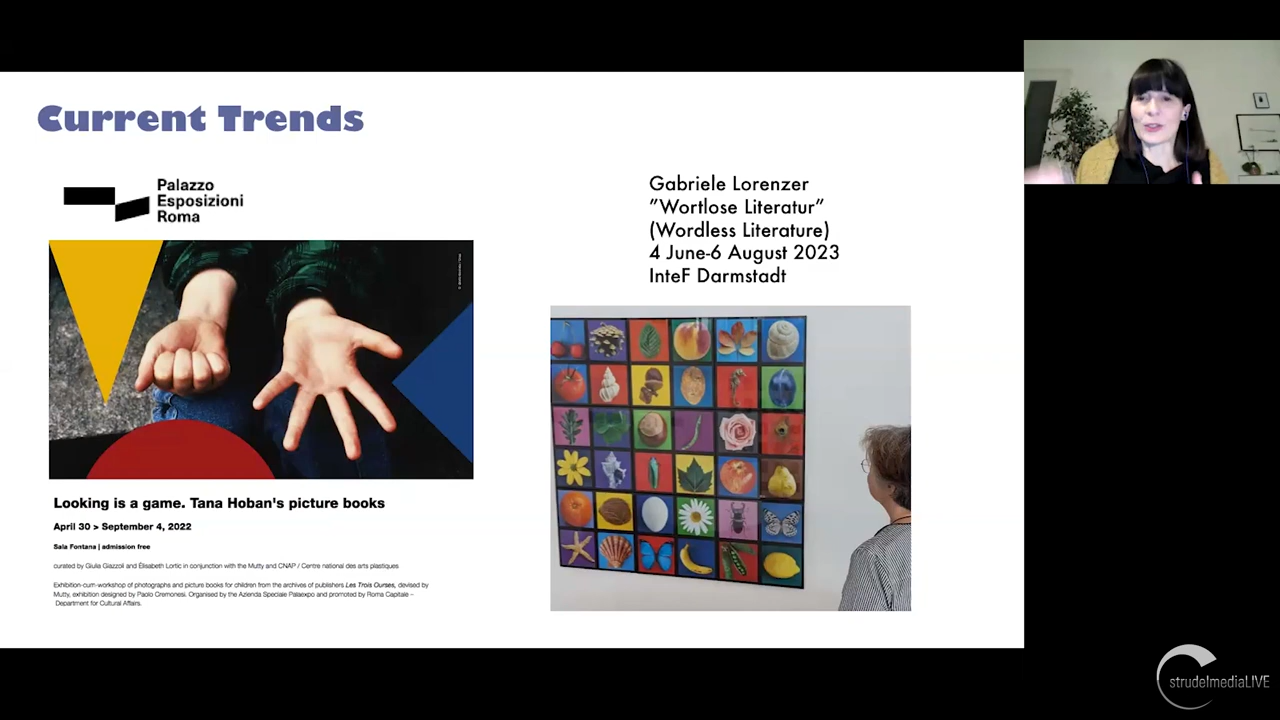 Current Trends
Palazzo
Esposizioni
Roma
Looking is a game. Tana Hoban's picture books
April 30 > September 4, 2022
Sala Fontana | admission free
curated by Giulia Giazzoli and Élisabeth Lortic in conjunction with the Mutty and CNAP / Centre national des arts plastiques
Exhibition-cum-workshop of photographs and picture books for children from the archives of publishers Les Trois Ourses, devised by
Mutty, exhibition designed by Paolo Cremonesi. Organised by the Azienda Speciale Palaexpo and promoted by Roma Capitale –
Department for Cultural Affairs.
Gabriele Lorenzer
"Wortlose Literatur"
(Wordless Literature)
4 June-6 August 2023
InteF Darmstadt
strudelmediaLIVE